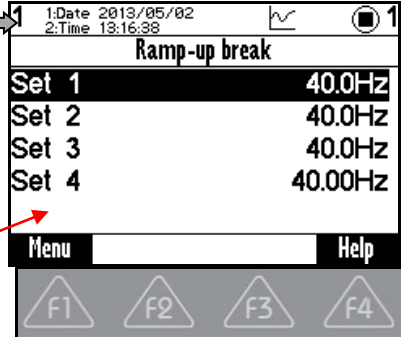 1 1:Date 2013/05/02 1
2:Time 13:16:38
Ramp-up break
Set 1 40.0Hz
Set 2 40.0Hz
Set 3 40.0Hz
Set 4 40.00Hz
Menu Help
F1 F2 F3 F4